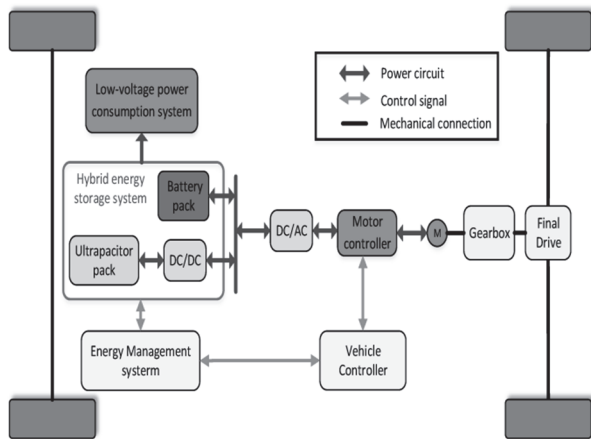 Low-voltage power
consumption system
Power circuit
Control signal
Mechanical connection
Hybrid energy
storage system
Battery
pack
Ultrapacitor
pack
DC/DC
DC/AC
Motor
controller
M
Gearbox
Final
Drive
Energy Management
systerm
Vehicle
Controller